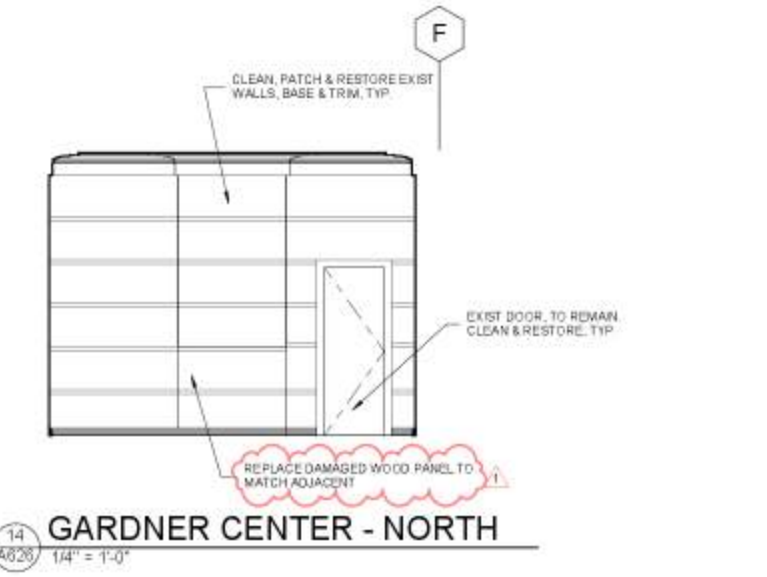 F
CLEAN, PATCH & RESTORE EXIST
WALLS, BASE & TRIM, TYP
EXIST DOOR, TO REMAIN
CLEAN & RESTORE, TYP
REPLACE DAMAGED WOOD PANEL TO
MATCH ADJACENT
1
14
A626
GARDNER CENTER - NORTH
1/4" = 1'-0"